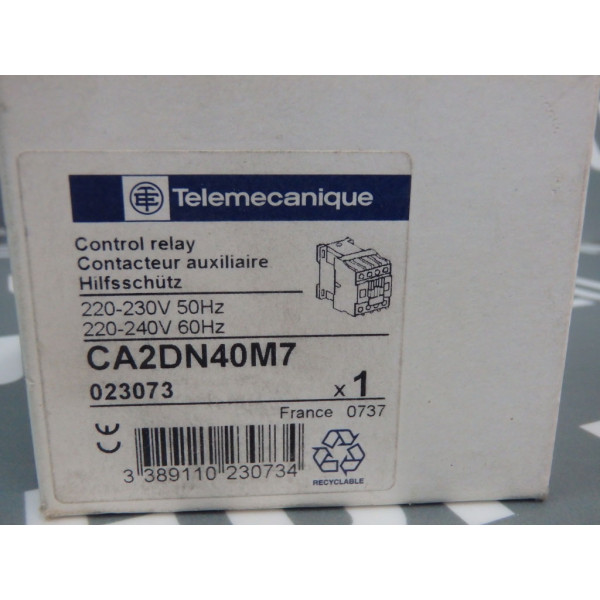 Telemecanique
Control relay
Contacteur auxiliaire
Hilfsschütz
220-230V 50Hz
220-240V 60Hz
CA2DN40M7
023073 x 1
France 0737
CE
3 389110 230734
RECYCLABLE